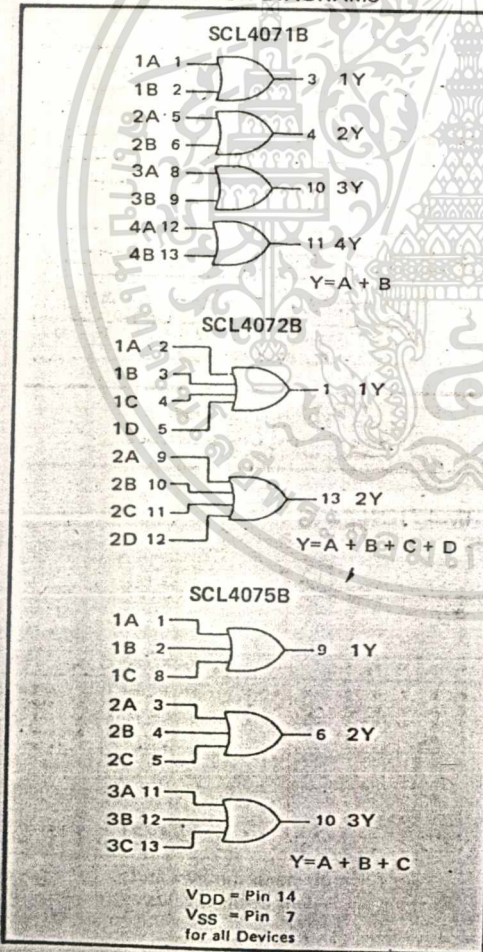 SCL4071B
1A 1
1B 2
3 1Y
2A 5
2B 6
4 2Y
3A 8
3B 9
10 3Y
4A 12
4B 13
11 4Y
Y=A + B
SCL4072B
1A 2
1B 3
1C 4
1D 5
1 1Y
2A 9
2B 10
2C 11
2D 12
13 2Y
Y=A + B + C + D
SCL4075B
1A 1
1B 2
1C 8
9 1Y
2A 3
2B 4
2C 5
6 2Y
3A 11
3B 12
3C 13
10 3Y
Y=A + B + C
VDD = Pin 14
VSS = Pin 7
for all Devices